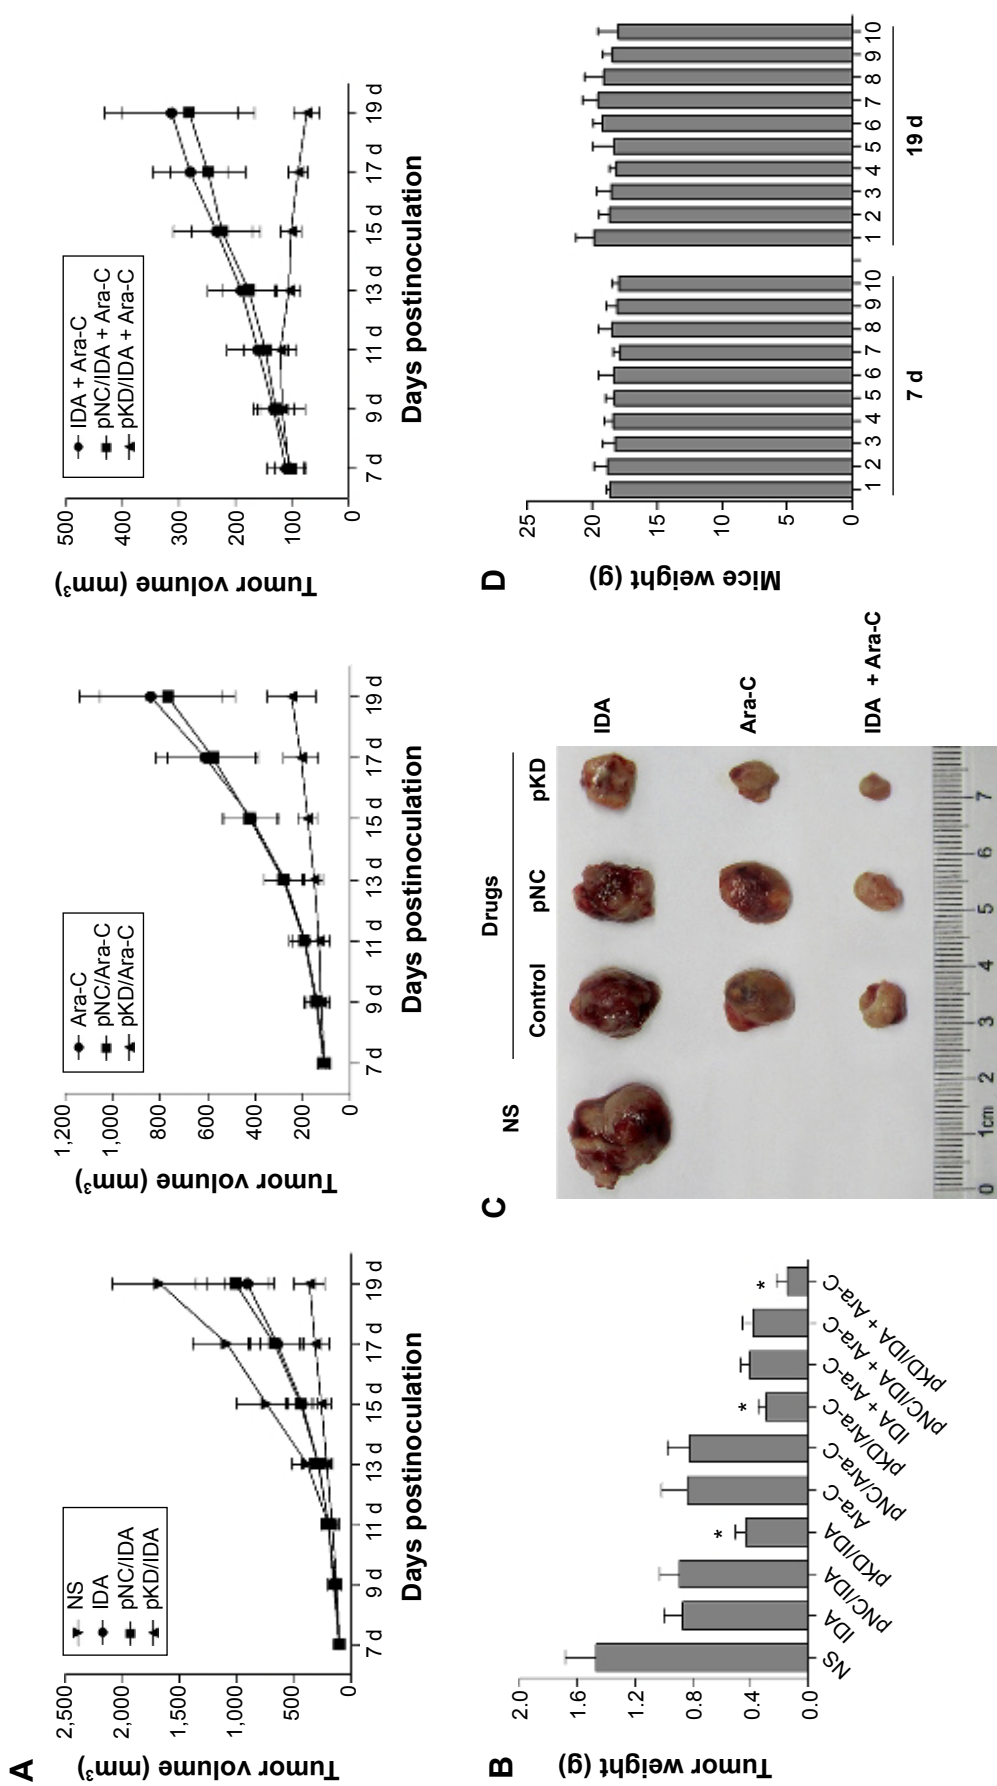 A
Tumor volume (mm³)
2,500
2,000
1,500
1,000
500
0
NS
IDA
pNC/IDA
pKD/IDA
7 d 9 d 11 d 13 d 15 d 17 d 19 d
Days postinoculation
Tumor volume (mm³)
1,200
1,000
800
600
400
200
0
Ara-C
pNC/Ara-C
pKD/Ara-C
7 d 9 d 11 d 13 d 15 d 17 d 19 d
Days postinoculation
Tumor volume (mm³)
500
400
300
200
100
0
IDA + Ara-C
pNC/IDA + Ara-C
pKD/IDA + Ara-C
7 d 9 d 11 d 13 d 15 d 17 d 19 d
Days postinoculation
B
Tumor weight (g)
2.0
1.6
1.2
0.8
0.4
0.0
*
*
*
NS
IDA
pNC/IDA
pKD/IDA
Ara-C
pNC/Ara-C
pKD/Ara-C
IDA + Ara-C
pNC/IDA + Ara-C
pKD/IDA + Ara-C
C
NS
Drugs
Control pNC pKD
IDA
Ara-C
IDA + Ara-C
0 1cm 2 3 4 5 6 7
D
Mice weight (g)
25
20
15
10
5
0
1 2 3 4 5 6 7 8 9 10 1 2 3 4 5 6 7 8 9 10
7 d 19 d